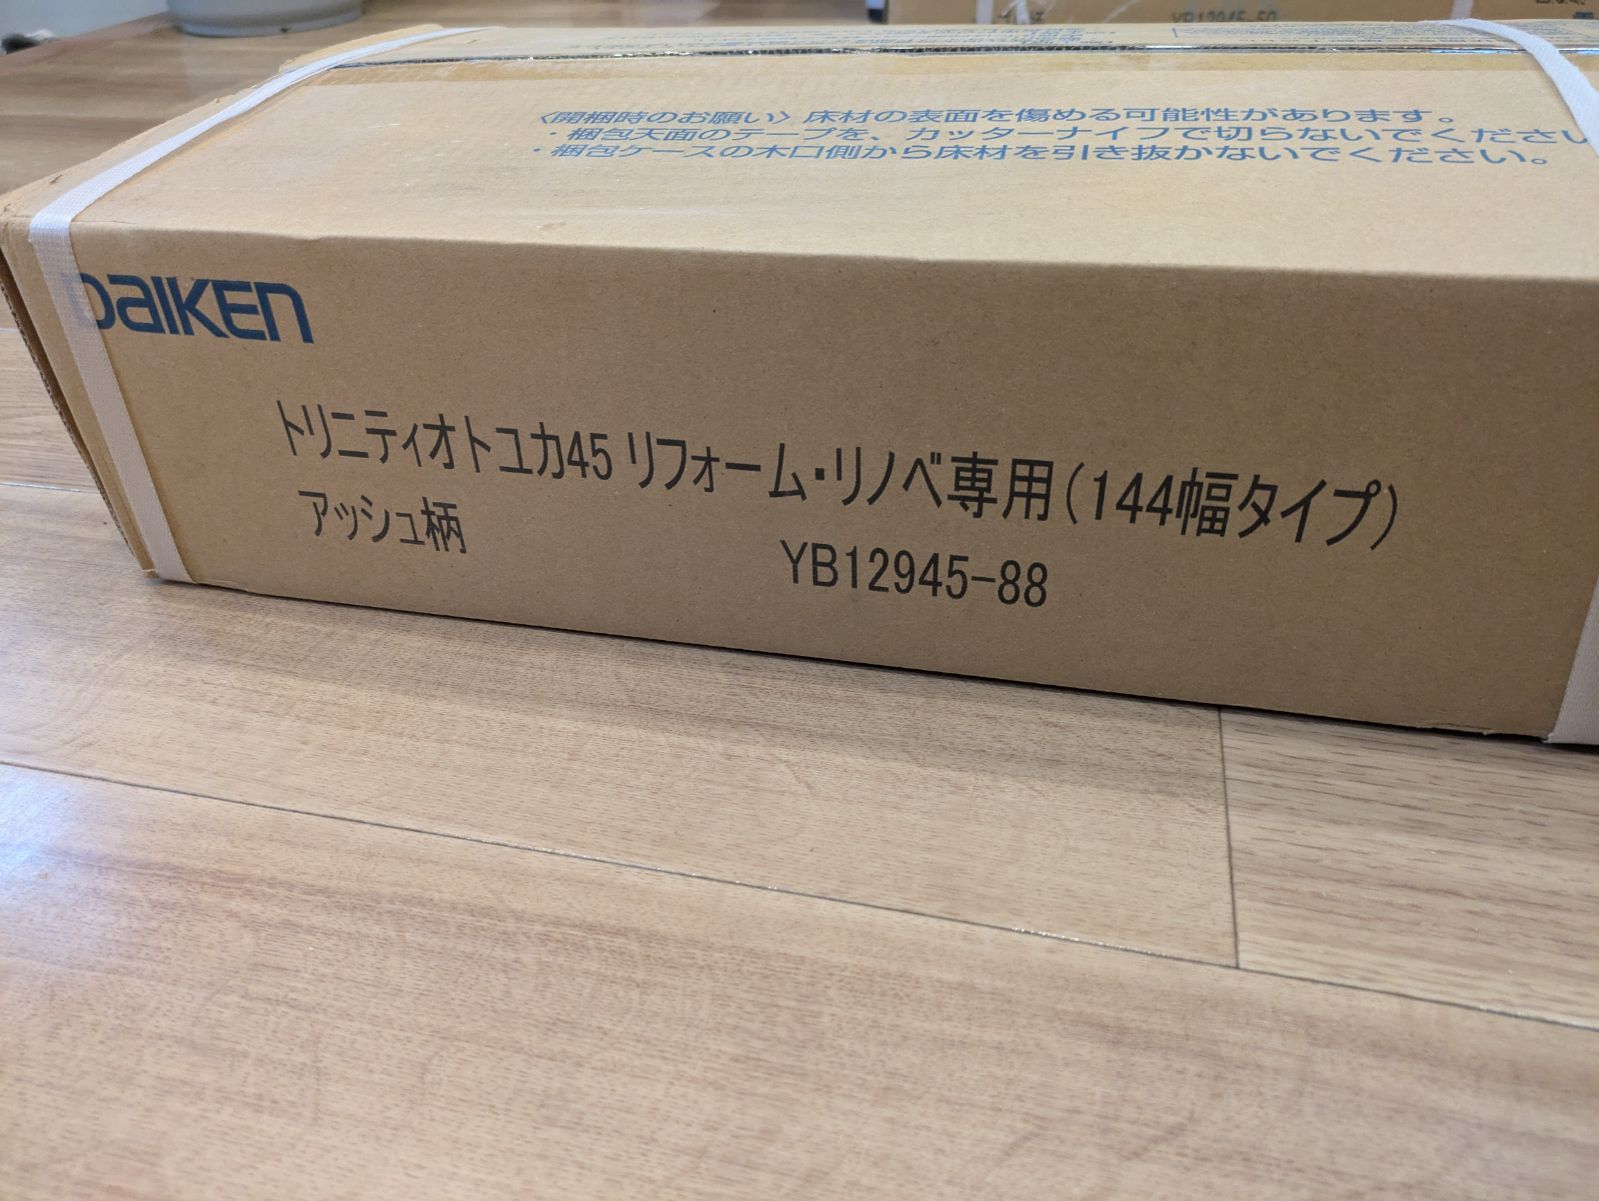 YB12945-50
〈開梱時のお願い〉床材の表面を傷める可能性があります。
・梱包天面のテープを、カッターナイフで切らないでください
・梱包ケースの木口側から床材を引き抜かないでください。
DAIKEN
トリニティオトユカ45 リフォーム・リノベ専用(144幅タイプ)
アッシュ柄 YB12945-88